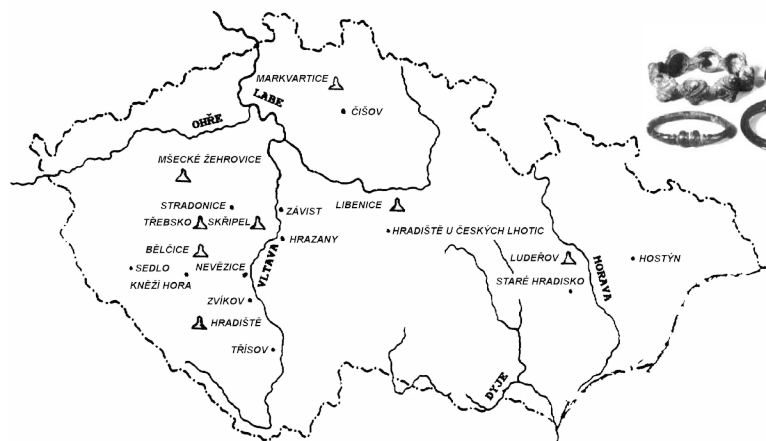 MARKVARTICE
LABE
ČIŠOV
OHŘE
MŠECKÉ ŽEHROVICE
STRADONICE
ZÁVIST
LIBENICE
TŘEBSKO
SKŘIPEL
HRAZANY
HRADIŠTĚ U ČESKÝCH LHOTIC
BĚLČICE
VLTAVA
LUDEŘOV
MORAVA
HOSTÝN
SEDLO
NEVĚZICE
KNĚŽÍ HORA
STARÉ HRADISKO
ZVÍKOV
HRADIŠTĚ
TŘÍSOV
DYJE